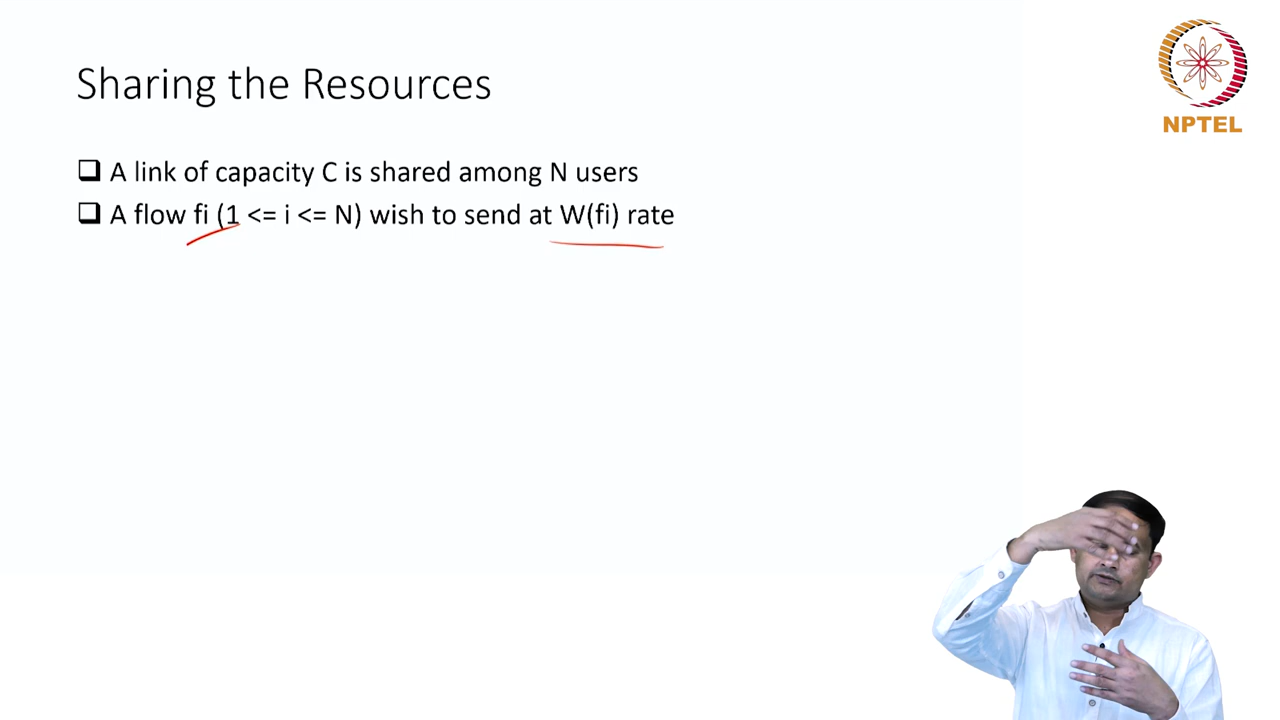 Sharing the Resources
NPTEL
❑ A link of capacity C is shared among N users
❑ A flow fi (1 <= i <= N) wish to send at W(fi) rate